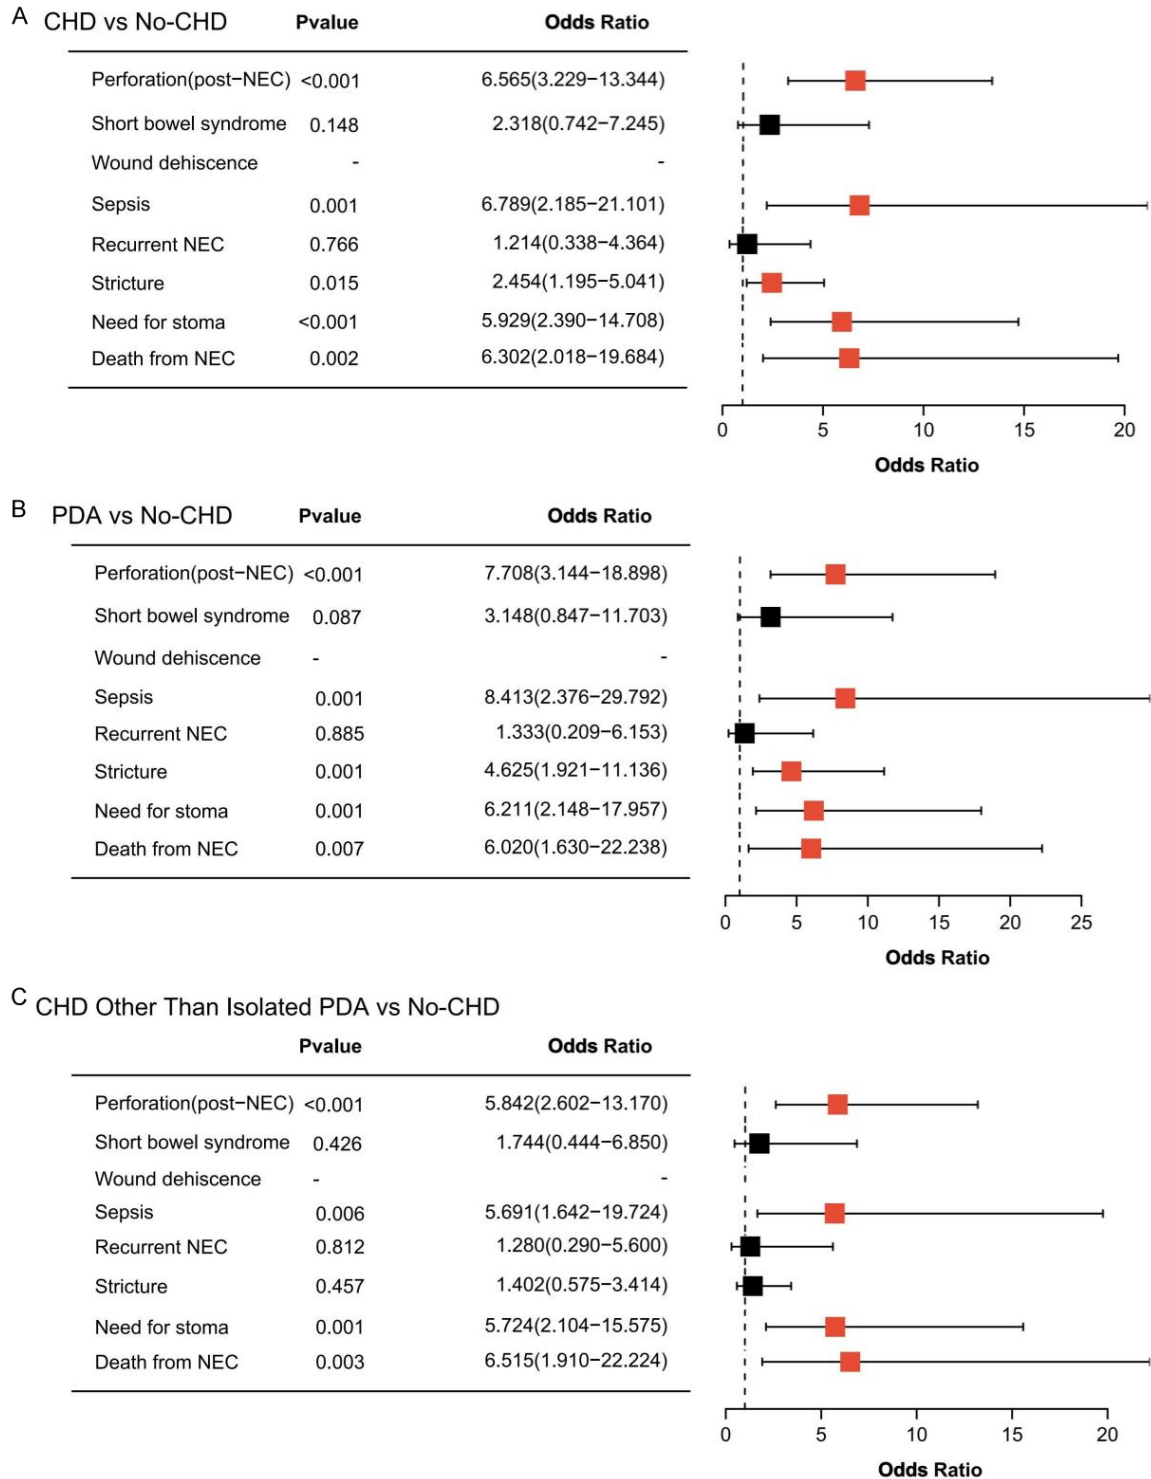 A CHD vs No-CHD Pvalue Odds Ratio
Perforation(post−NEC) <0.001 6.565(3.229−13.344)
Short bowel syndrome 0.148 2.318(0.742−7.245)
Wound dehiscence - -
Sepsis 0.001 6.789(2.185−21.101)
Recurrent NEC 0.766 1.214(0.338−4.364)
Stricture 0.015 2.454(1.195−5.041)
Need for stoma <0.001 5.929(2.390−14.708)
Death from NEC 0.002 6.302(2.018−19.684)
0 5 10 15 20
Odds Ratio
B PDA vs No-CHD Pvalue Odds Ratio
Perforation(post−NEC) <0.001 7.708(3.144−18.898)
Short bowel syndrome 0.087 3.148(0.847−11.703)
Wound dehiscence - -
Sepsis 0.001 8.413(2.376−29.792)
Recurrent NEC 0.885 1.333(0.209−6.153)
Stricture 0.001 4.625(1.921−11.136)
Need for stoma 0.001 6.211(2.148−17.957)
Death from NEC 0.007 6.020(1.630−22.238)
0 5 10 15 20 25
Odds Ratio
C CHD Other Than Isolated PDA vs No-CHD
Pvalue Odds Ratio
Perforation(post−NEC) <0.001 5.842(2.602−13.170)
Short bowel syndrome 0.426 1.744(0.444−6.850)
Wound dehiscence - -
Sepsis 0.006 5.691(1.642−19.724)
Recurrent NEC 0.812 1.280(0.290−5.600)
Stricture 0.457 1.402(0.575−3.414)
Need for stoma 0.001 5.724(2.104−15.575)
Death from NEC 0.003 6.515(1.910−22.224)
0 5 10 15 20
Odds Ratio